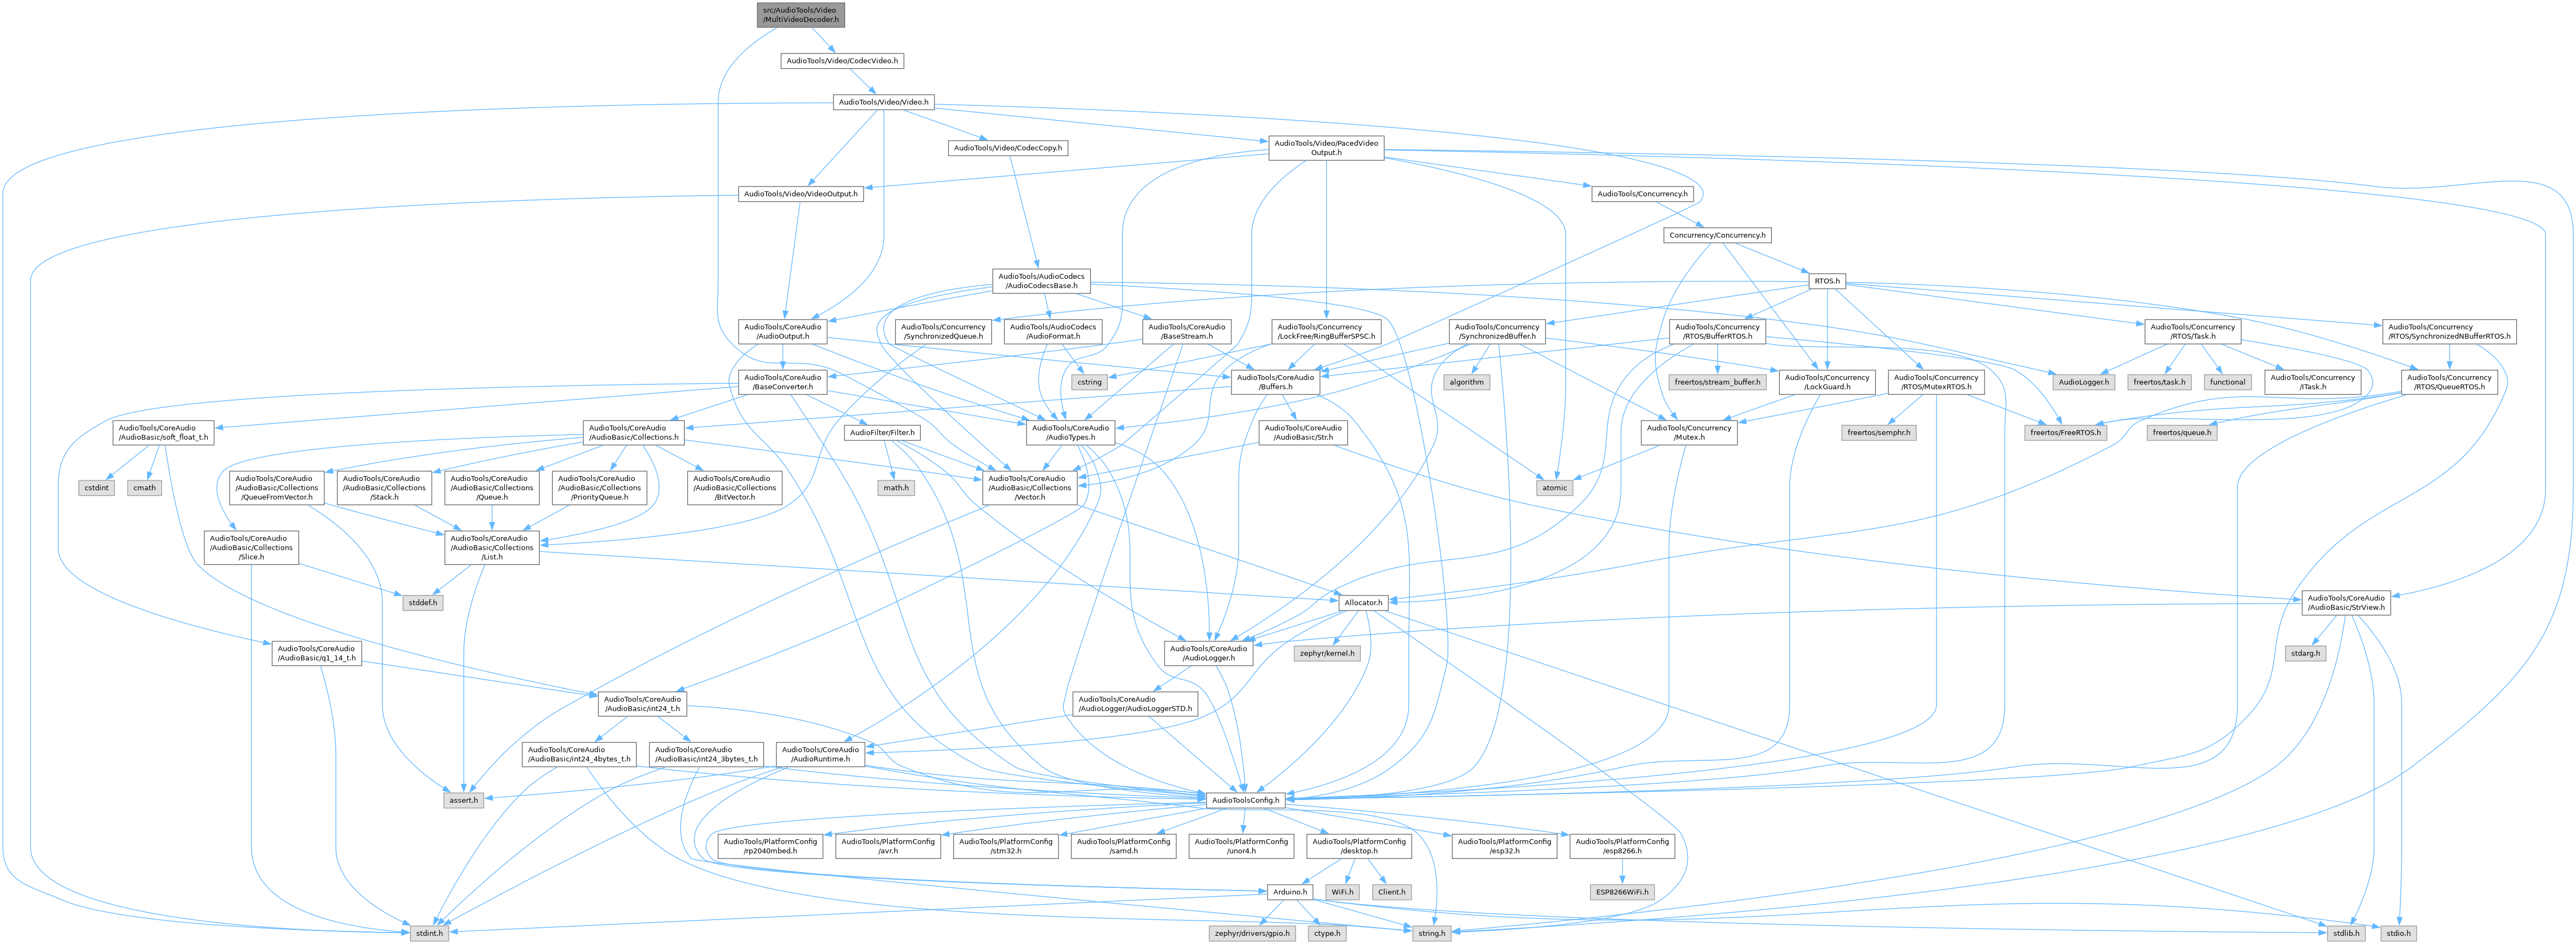 src/AudioTools/Video
/MultiVideoDecoder.h
AudioTools/Video/CodecVideo.h
AudioTools/Video/Video.h
AudioTools/Video/CodecCopy.h
AudioTools/Video/PacedVideo
Output.h
AudioTools/Video/VideoOutput.h
AudioTools/Concurrency.h
Concurrency/Concurrency.h
AudioTools/AudioCodecs
/AudioCodecsBase.h
RTOS.h
AudioTools/CoreAudio
/AudioOutput.h
AudioTools/Concurrency
/SynchronizedQueue.h
AudioTools/AudioCodecs
/AudioFormat.h
AudioTools/CoreAudio
/BaseStream.h
AudioTools/Concurrency
/LockFree/RingBufferSPSC.h
AudioTools/Concurrency
/SynchronizedBuffer.h
AudioTools/Concurrency
/RTOS/BufferRTOS.h
AudioTools/Concurrency
/RTOS/Task.h
AudioTools/Concurrency
/RTOS/SynchronizedNBufferRTOS.h
AudioTools/CoreAudio
/BaseConverter.h
cstring
AudioTools/CoreAudio
/Buffers.h
algorithm
freertos/stream_buffer.h
AudioTools/Concurrency
/LockGuard.h
AudioTools/Concurrency
/RTOS/MutexRTOS.h
AudioLogger.h
freertos/task.h
functional
AudioTools/Concurrency
/ITask.h
AudioTools/Concurrency
/RTOS/QueueRTOS.h
AudioTools/CoreAudio
/AudioBasic/soft_float_t.h
AudioTools/CoreAudio
/AudioBasic/Collections.h
AudioFilter/Filter.h
AudioTools/CoreAudio
/AudioTypes.h
AudioTools/CoreAudio
/AudioBasic/Str.h
AudioTools/Concurrency
/Mutex.h
freertos/semphr.h
freertos/FreeRTOS.h
freertos/queue.h
cstdint
cmath
AudioTools/CoreAudio
/AudioBasic/Collections
/QueueFromVector.h
AudioTools/CoreAudio
/AudioBasic/Collections
/Stack.h
AudioTools/CoreAudio
/AudioBasic/Collections
/Queue.h
AudioTools/CoreAudio
/AudioBasic/Collections
/PriorityQueue.h
AudioTools/CoreAudio
/AudioBasic/Collections
/BitVector.h
math.h
AudioTools/CoreAudio
/AudioBasic/Collections
/Vector.h
atomic
AudioTools/CoreAudio
/AudioBasic/Collections
/Slice.h
AudioTools/CoreAudio
/AudioBasic/Collections
/List.h
stddef.h
Allocator.h
AudioTools/CoreAudio
/AudioBasic/StrView.h
AudioTools/CoreAudio
/AudioBasic/q1_14_t.h
AudioTools/CoreAudio
/AudioLogger.h
zephyr/kernel.h
stdarg.h
AudioTools/CoreAudio
/AudioBasic/int24_t.h
AudioTools/CoreAudio
/AudioLogger/AudioLoggerSTD.h
AudioTools/CoreAudio
/AudioBasic/int24_4bytes_t.h
AudioTools/CoreAudio
/AudioBasic/int24_3bytes_t.h
AudioTools/CoreAudio
/AudioRuntime.h
assert.h
AudioToolsConfig.h
AudioTools/PlatformConfig
/rp2040mbed.h
AudioTools/PlatformConfig
/avr.h
AudioTools/PlatformConfig
/stm32.h
AudioTools/PlatformConfig
/samd.h
AudioTools/PlatformConfig
/unor4.h
AudioTools/PlatformConfig
/desktop.h
AudioTools/PlatformConfig
/esp32.h
AudioTools/PlatformConfig
/esp8266.h
Arduino.h
WiFi.h
Client.h
ESP8266WiFi.h
stdint.h
zephyr/drivers/gpio.h
ctype.h
string.h
stdlib.h
stdio.h